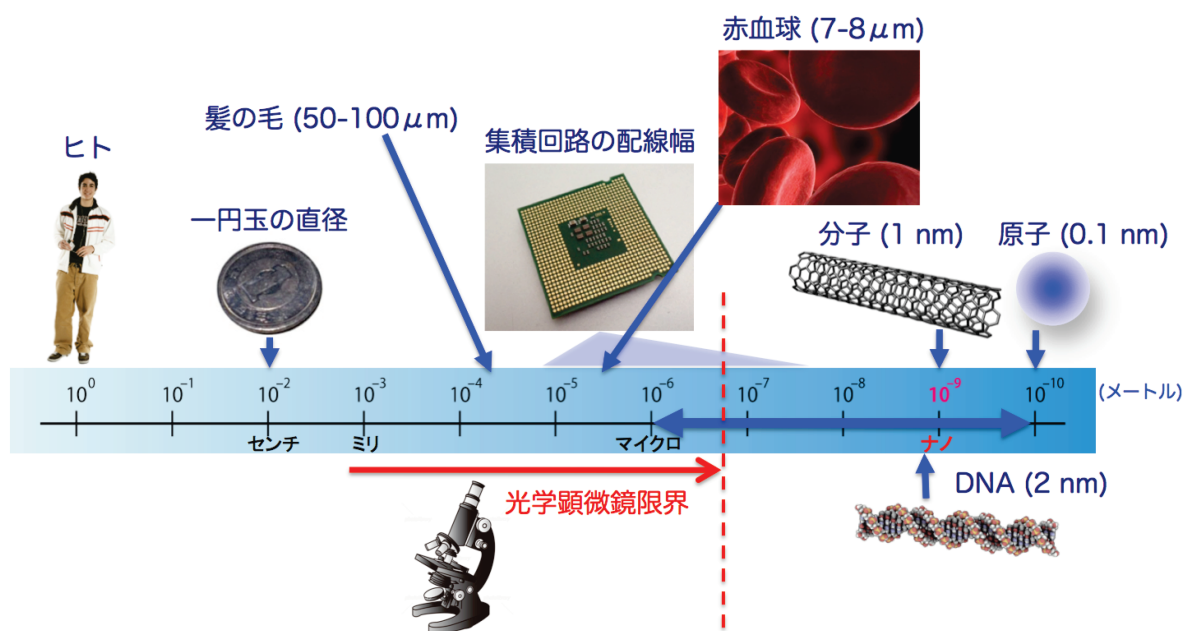 赤血球 (7-8μm)
髪の毛 (50-100μm)
集積回路の配線幅
ヒト
一円玉の直径
分子 (1 nm)
原子 (0.1 nm)
10⁰ 10⁻¹ 10⁻² 10⁻³ 10⁻⁴ 10⁻⁵ 10⁻⁶ 10⁻⁷ 10⁻⁸ 10⁻⁹ 10⁻¹⁰ (メートル)
センチ ミリ マイクロ ナノ
光学顕微鏡限界
DNA (2 nm)